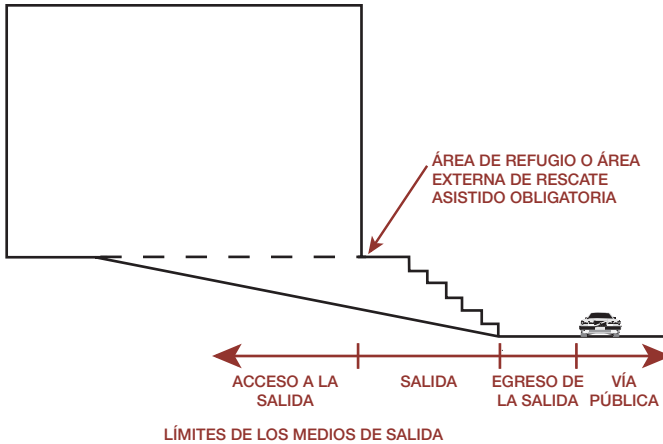 ÁREA DE REFUGIO O ÁREA
EXTERNA DE RESCATE
ASISTIDO OBLIGATORIA
ACCESO A LA
SALIDA
SALIDA
EGRESO DE
LA SALIDA
VÍA
PÚBLICA
LÍMITES DE LOS MEDIOS DE SALIDA